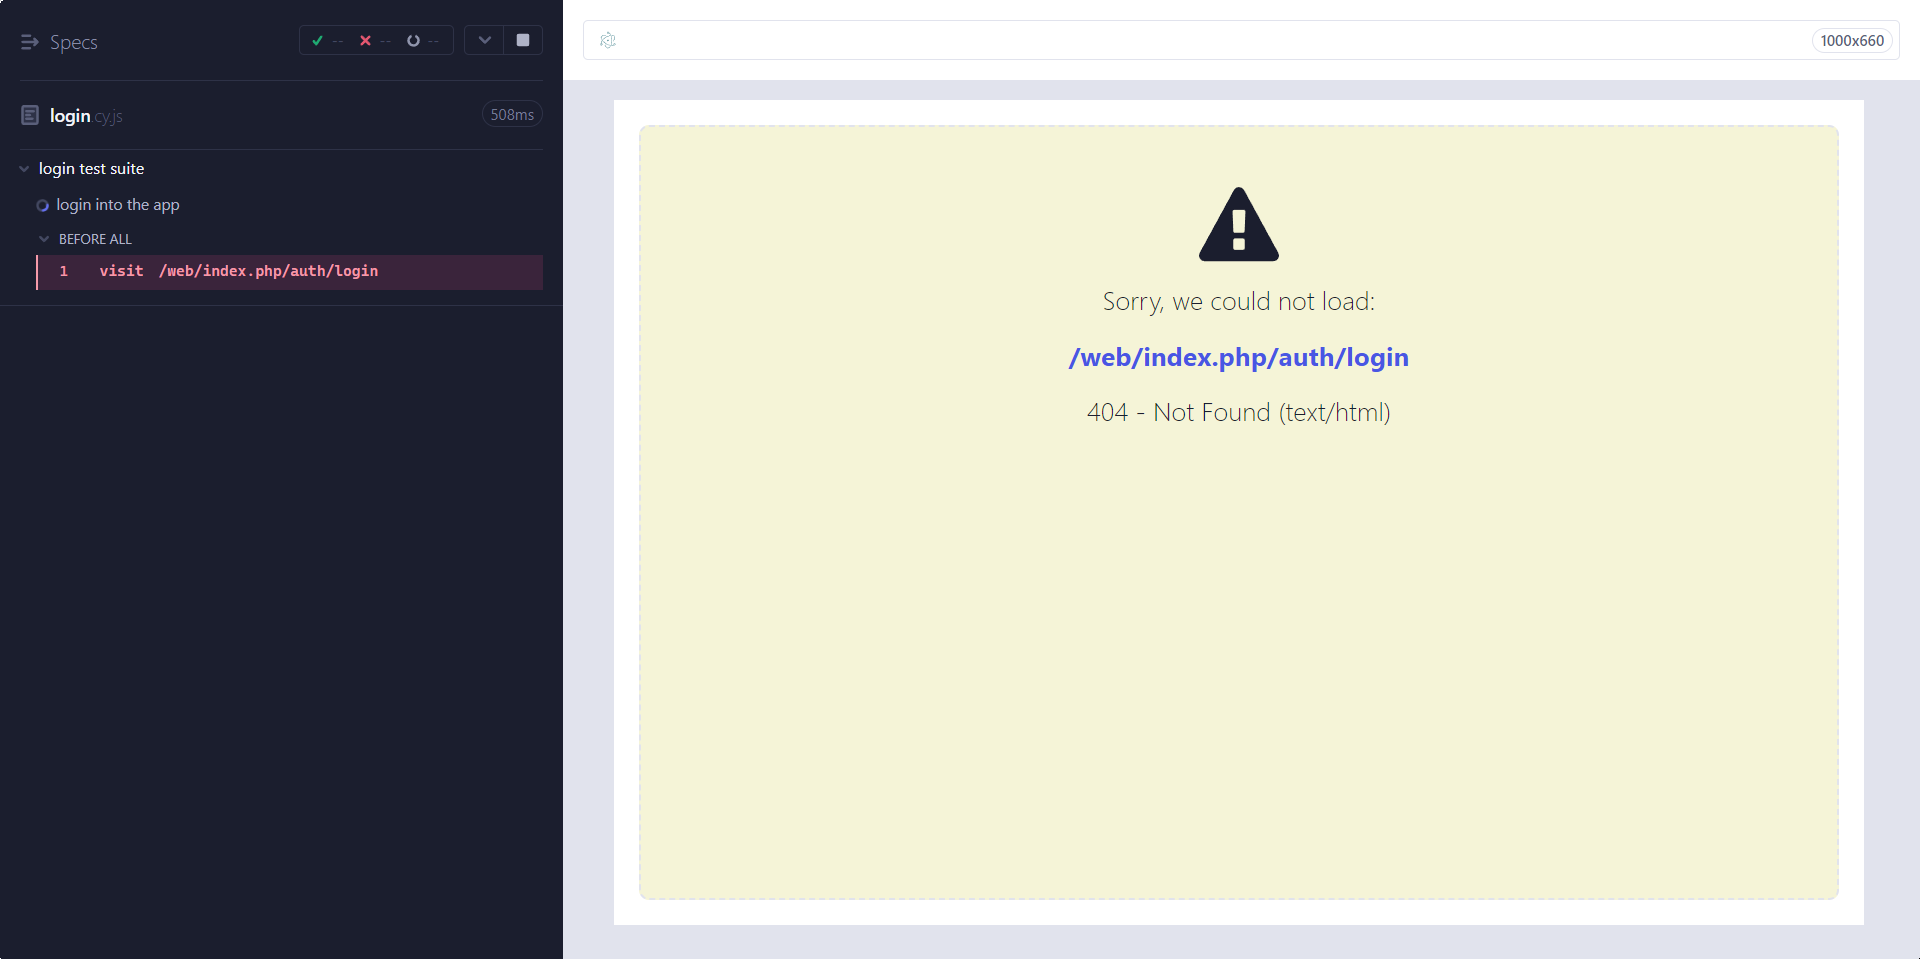 Specs
-- -- --
1000x660
login.cy.js
508ms
login test suite
login into the app
BEFORE ALL
1 visit /web/index.php/auth/login
Sorry, we could not load:
/web/index.php/auth/login
404 - Not Found (text/html)